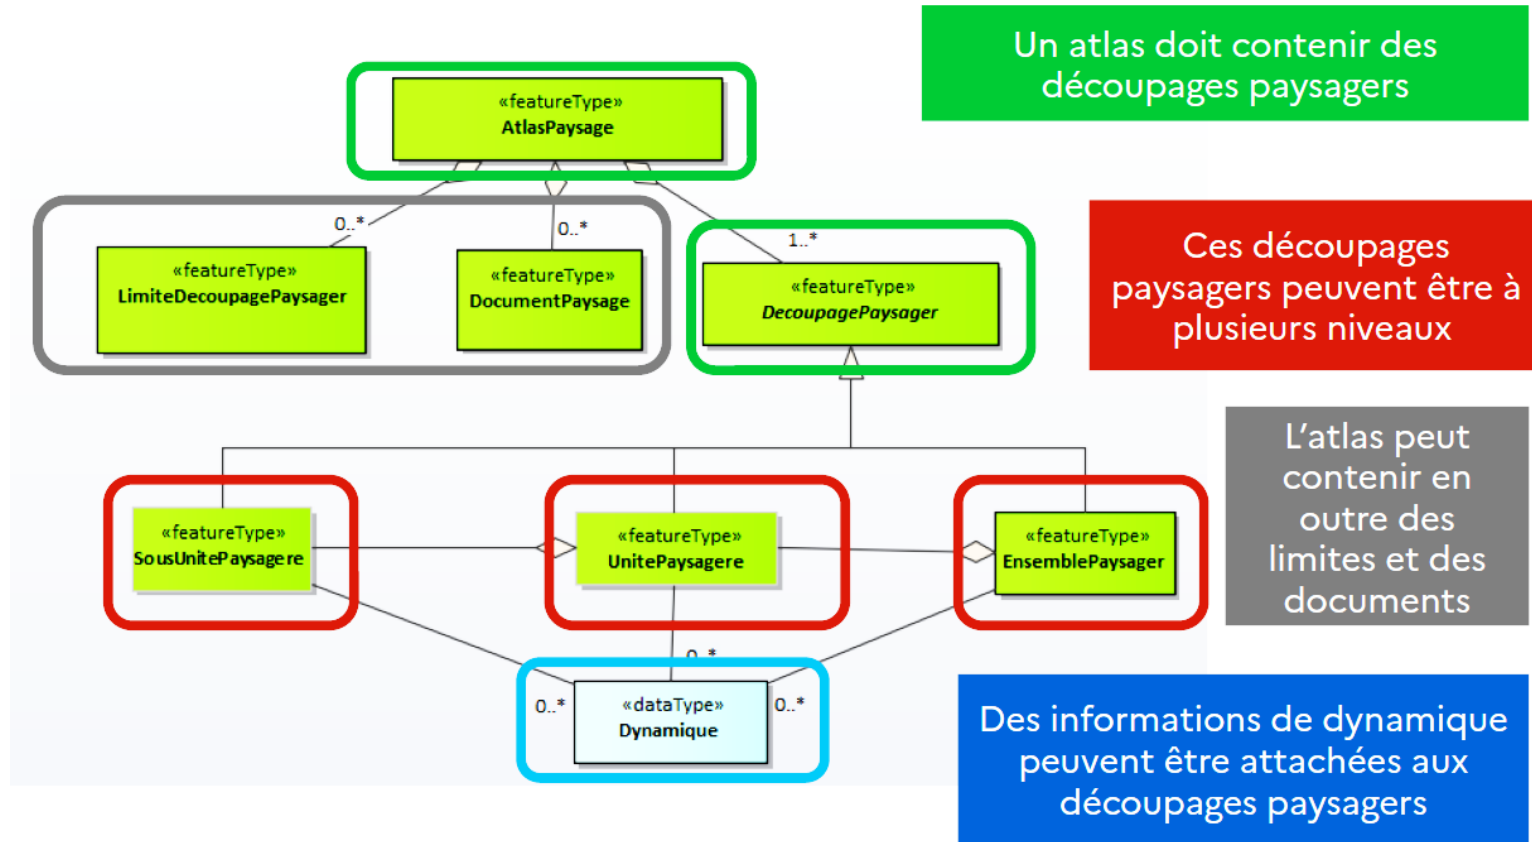 Un atlas doit contenir des
découpages paysagers
«featureType»
AtlasPaysage
0..*
0..*
1..*
«featureType»
LimiteDecoupagePaysager
«featureType»
DocumentPaysage
«featureType»
DecoupagePaysager
Ces découpages
paysagers peuvent être à
plusieurs niveaux
L’atlas peut
contenir en
outre des
limites et des
documents
«featureType»
SousUnitePaysagere
«featureType»
UnitePaysagere
«featureType»
EnsemblePaysager
0..*
0..*
0..*
«dataType»
Dynamique
Des informations de dynamique
peuvent être attachées aux
découpages paysagers